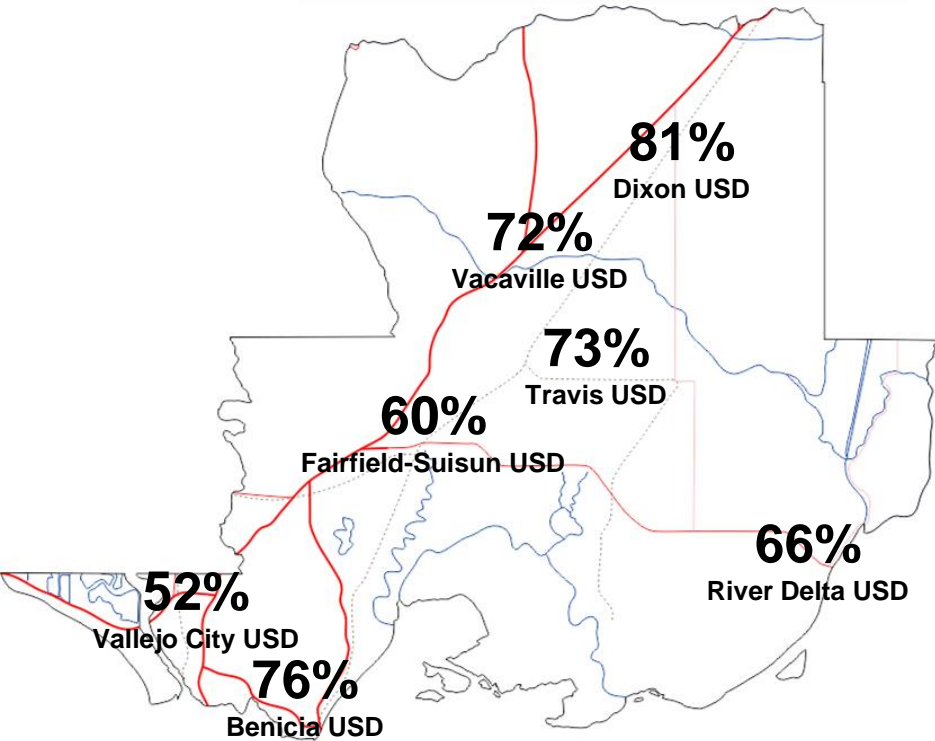 81%
Dixon USD
72%
Vacaville USD
73%
Travis USD
60%
Fairfield-Suisun USD
66%
River Delta USD
52%
Vallejo City USD
76%
Benicia USD